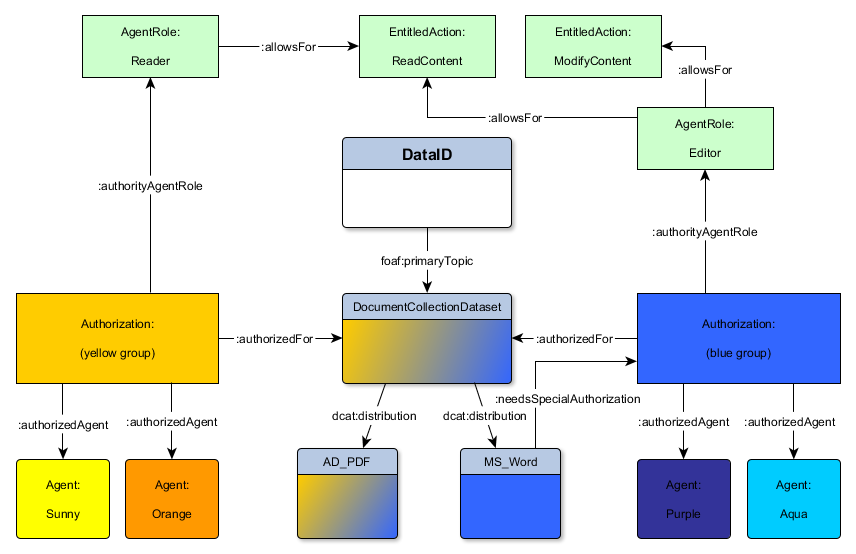 AgentRole:
Reader
:allowsFor
EntitledAction:
ReadContent
EntitledAction:
ModifyContent
:allowsFor
:allowsFor
AgentRole:
Editor
DataID
:authorityAgentRole
:authorityAgentRole
foaf:primaryTopic
Authorization:
(yellow group)
:authorizedFor
DocumentCollectionDataset
:authorizedFor
Authorization:
(blue group)
:needsSpecialAuthorization
:authorizedAgent
:authorizedAgent
dcat:distribution
dcat:distribution
:authorizedAgent
:authorizedAgent
Agent:
Sunny
Agent:
Orange
AD_PDF
MS_Word
Agent:
Purple
Agent:
Aqua